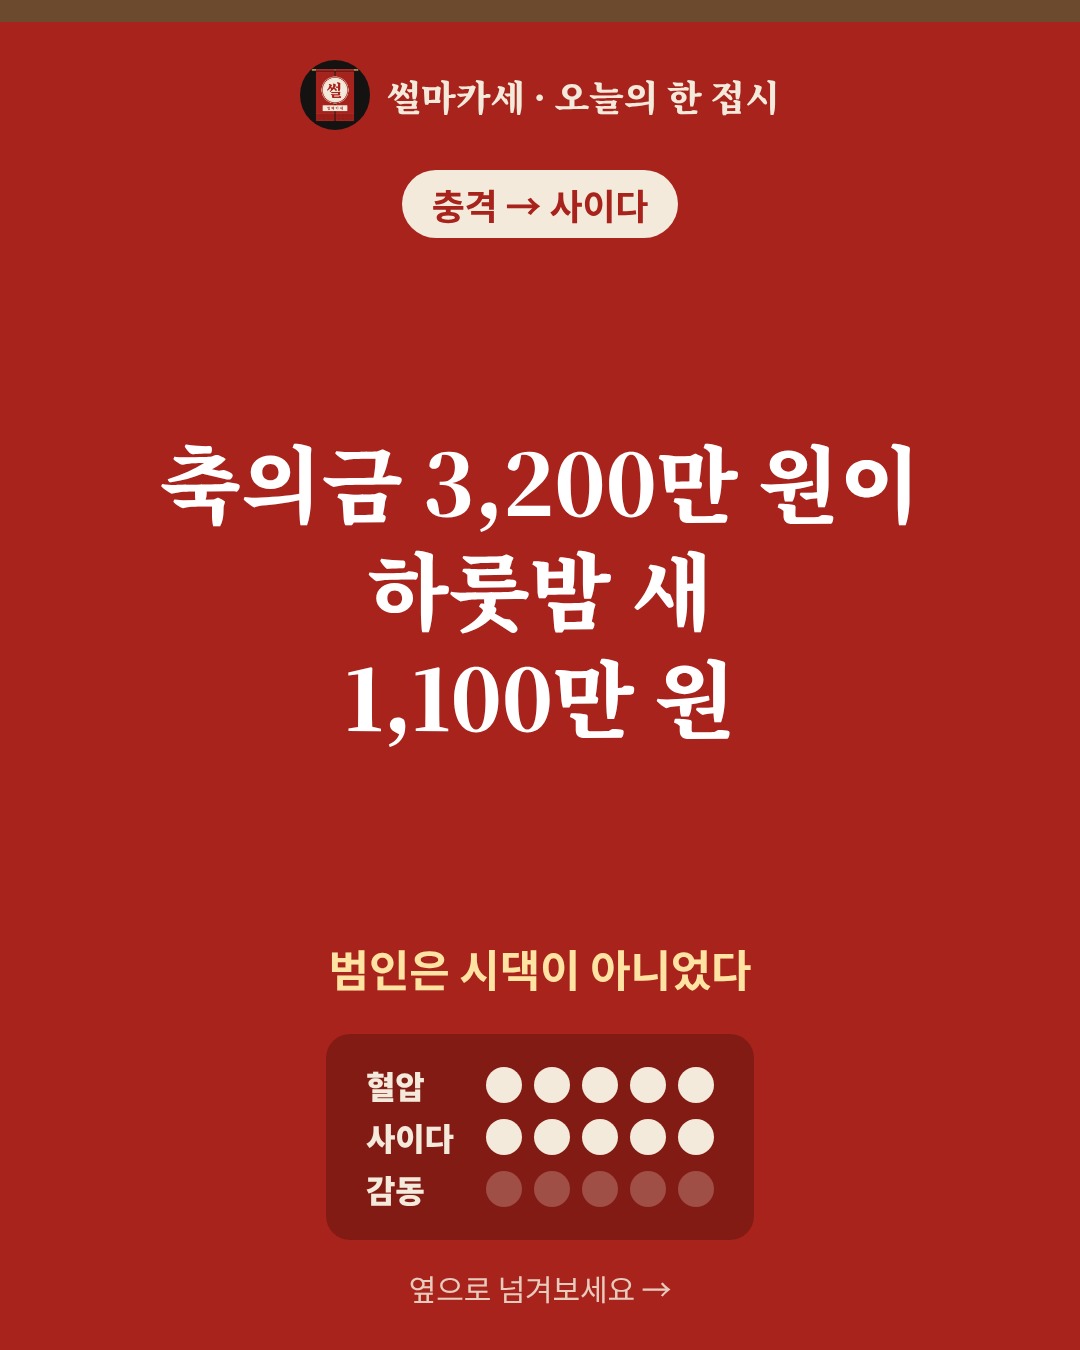 썰
썰마카세 · 오늘의 한 접시
충격 → 사이다
축의금 3,200만 원이
하룻밤 새
1,100만 원
범인은 시댁이 아니었다
혈압
사이다
감동
옆으로 넘겨보세요 →